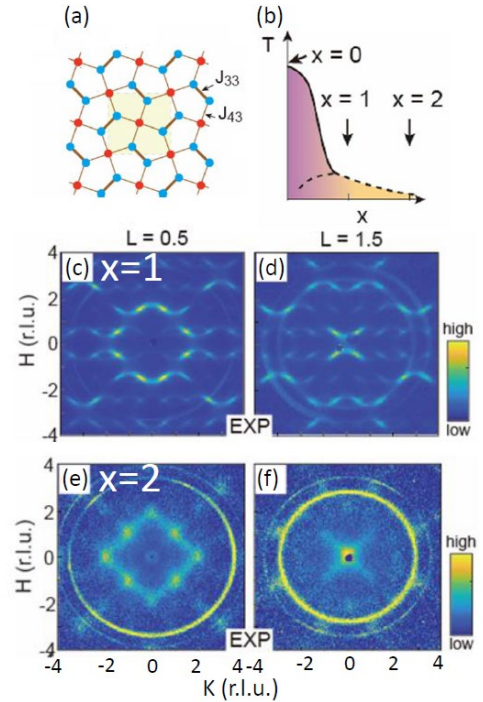 (a)
J33
J43
(b)
T
x = 0
x = 1
x = 2
x
L = 0.5
L = 1.5
(c) x=1
(d)
H (r.l.u.)
4
2
0
-2
-4
EXP
high
low
(e) x=2
(f)
H (r.l.u.)
4
2
0
-2
-4
EXP
high
low
-4 -2 0 2 4 -4 -2 0 2 4
K (r.l.u.)